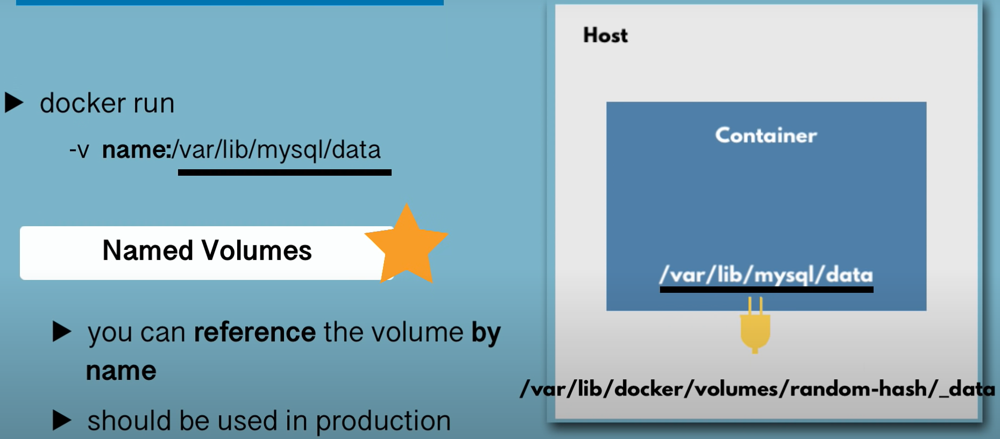 docker run
-v name:/var/lib/mysql/data
Named Volumes
you can reference the volume by
name
should be used in production
Host
Container
/var/lib/mysql/data
/var/lib/docker/volumes/random-hash/_data